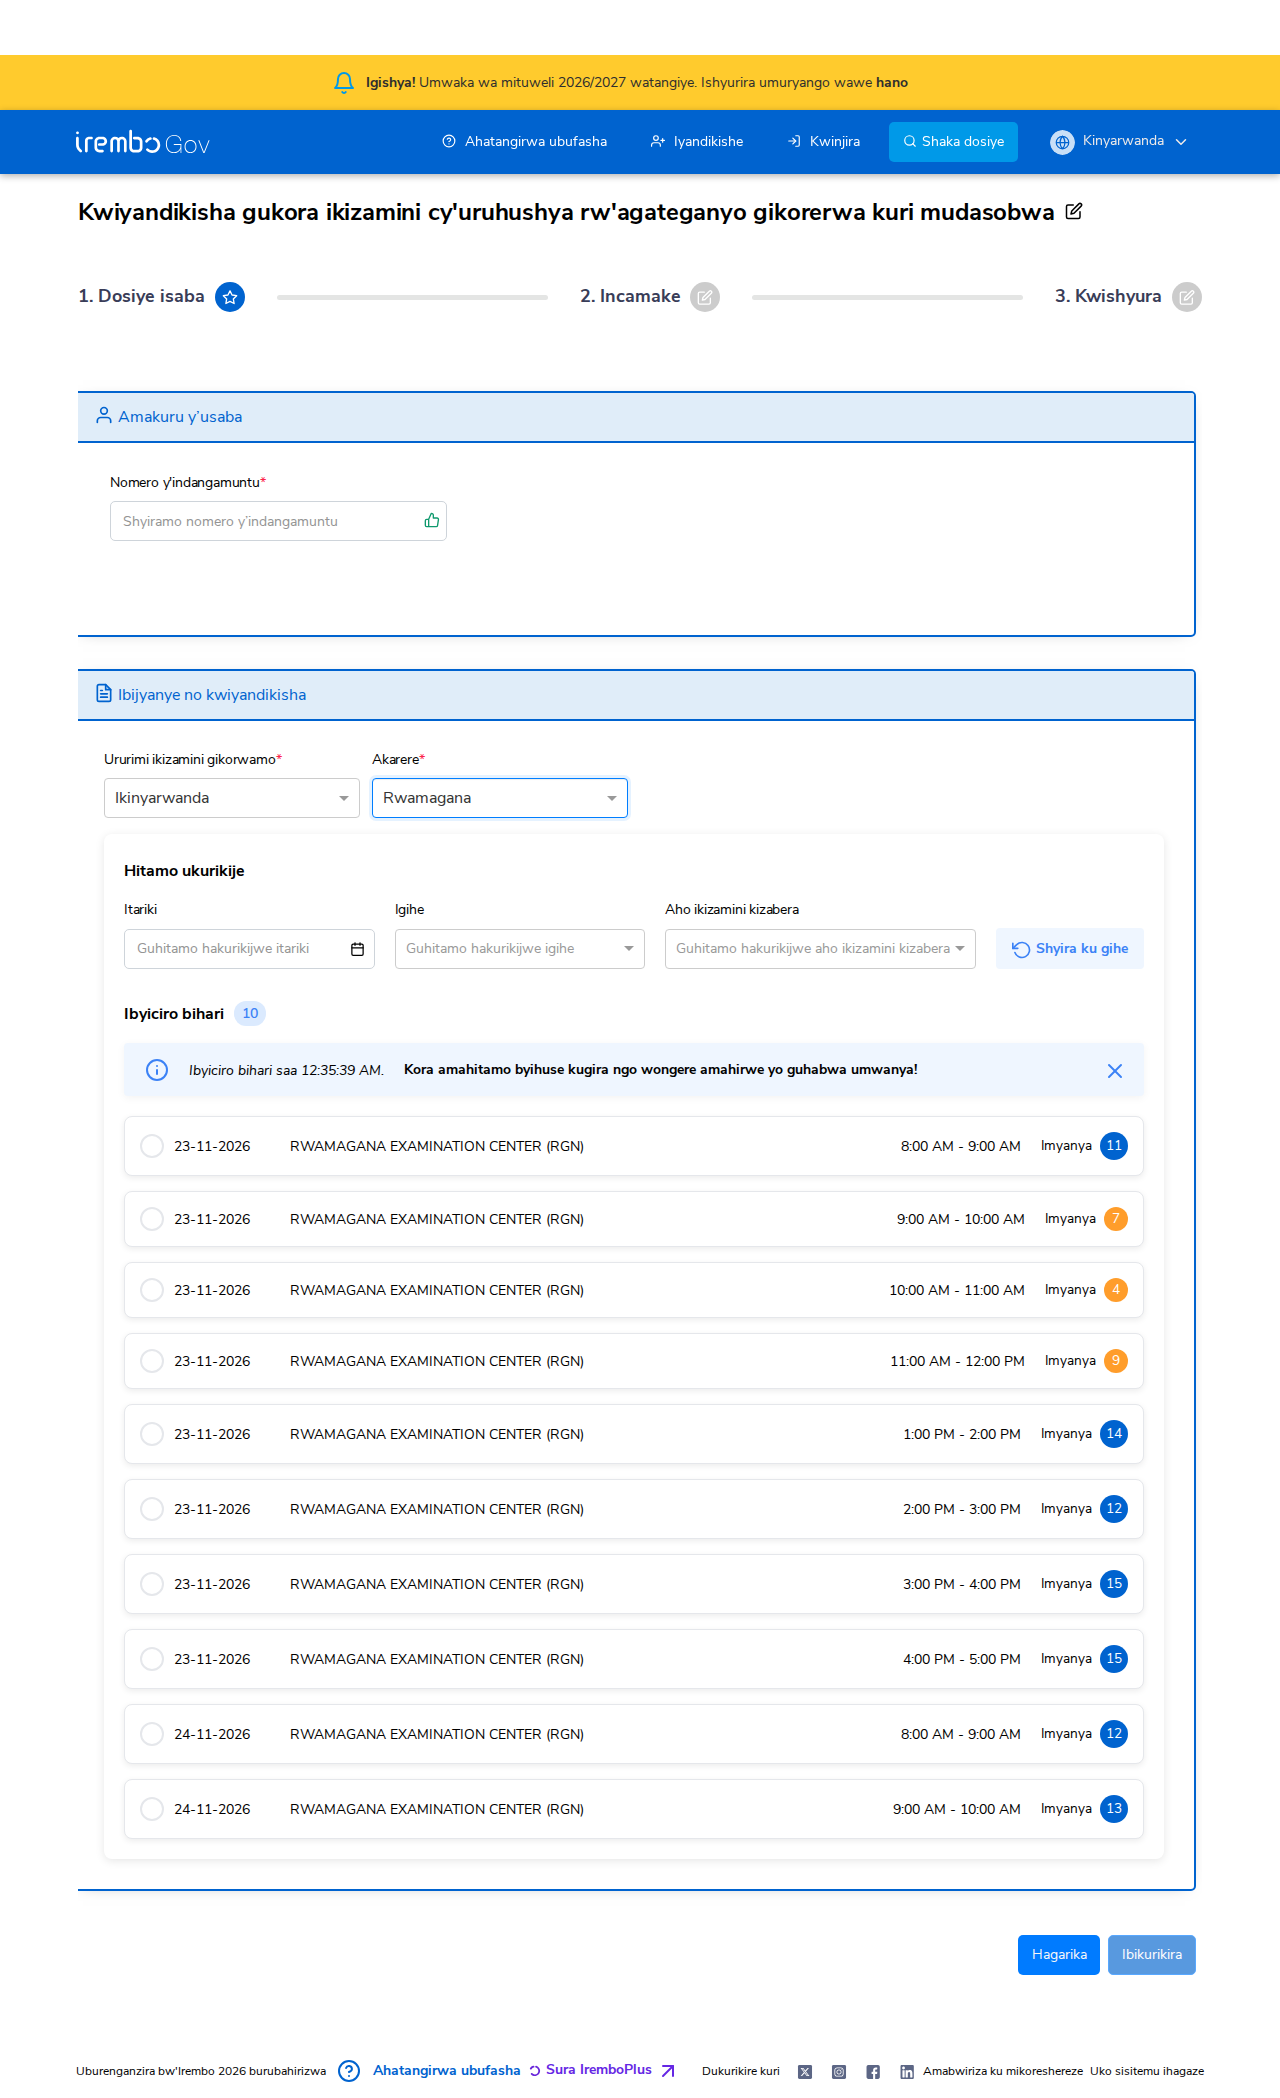 Igishya! Umwaka wa mituweli 2026/2027 watangiye. Ishyurira umuryango wawe hano
irembo Gov
Ahatangirwa ubufasha
Iyandikishe
Kwinjira
Shaka dosiye
Kinyarwanda
Kwiyandikisha gukora ikizamini cy'uruhushya rw'agateganyo gikorerwa kuri mudasobwa
1. Dosiye isaba
2. Incamake
3. Kwishyura
Amakuru y’usaba
Nomero y'indangamuntu*
Shyiramo nomero y’indangamuntu
Ibijyanye no kwiyandikisha
Ururimi ikizamini gikorwamo* Akarere*
Ikinyarwanda Rwamagana
Hitamo ukurikije
Itariki Igihe Aho ikizamini kizabera
Guhitamo hakurikijwe itariki Guhitamo hakurikijwe igihe Guhitamo hakurikijwe aho ikizamini kizabera Shyira ku gihe
Ibyiciro bihari 10
Ibyiciro bihari saa 12:35:39 AM. Kora amahitamo byihuse kugira ngo wongere amahirwe yo guhabwa umwanya!
23-11-2026 RWAMAGANA EXAMINATION CENTER (RGN) 8:00 AM - 9:00 AM Imyanya 11
23-11-2026 RWAMAGANA EXAMINATION CENTER (RGN) 9:00 AM - 10:00 AM Imyanya 7
23-11-2026 RWAMAGANA EXAMINATION CENTER (RGN) 10:00 AM - 11:00 AM Imyanya 4
23-11-2026 RWAMAGANA EXAMINATION CENTER (RGN) 11:00 AM - 12:00 PM Imyanya 9
23-11-2026 RWAMAGANA EXAMINATION CENTER (RGN) 1:00 PM - 2:00 PM Imyanya 14
23-11-2026 RWAMAGANA EXAMINATION CENTER (RGN) 2:00 PM - 3:00 PM Imyanya 12
23-11-2026 RWAMAGANA EXAMINATION CENTER (RGN) 3:00 PM - 4:00 PM Imyanya 15
23-11-2026 RWAMAGANA EXAMINATION CENTER (RGN) 4:00 PM - 5:00 PM Imyanya 15
24-11-2026 RWAMAGANA EXAMINATION CENTER (RGN) 8:00 AM - 9:00 AM Imyanya 12
24-11-2026 RWAMAGANA EXAMINATION CENTER (RGN) 9:00 AM - 10:00 AM Imyanya 13
Hagarika Ibikurikira
Uburenganzira bw'Irembo 2026 burubahirizwa Ahatangirwa ubufasha Sura IremboPlus Dukurikire kuri Amabwiriza ku mikoreshereze Uko sisitemu ihagaze